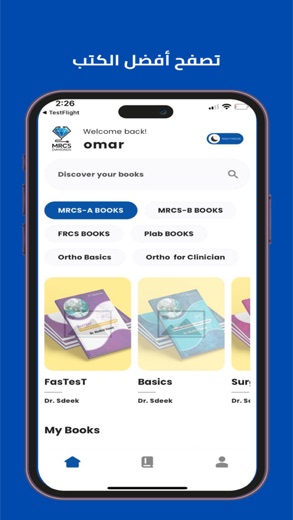 تصفح أفضل الكتب
2:26
TestFlight
MRCS
Welcome back!
omar
Discover your books
MRCS-A BOOKS
MRCS-B BOOKS
FRCS BOOKS
Plab BOOKS
Ortho Basics
Ortho for Clinician
FasTesT
Basics
Sur
Dr. Sdeek
Dr. Sdeek
Dr. S
My Books